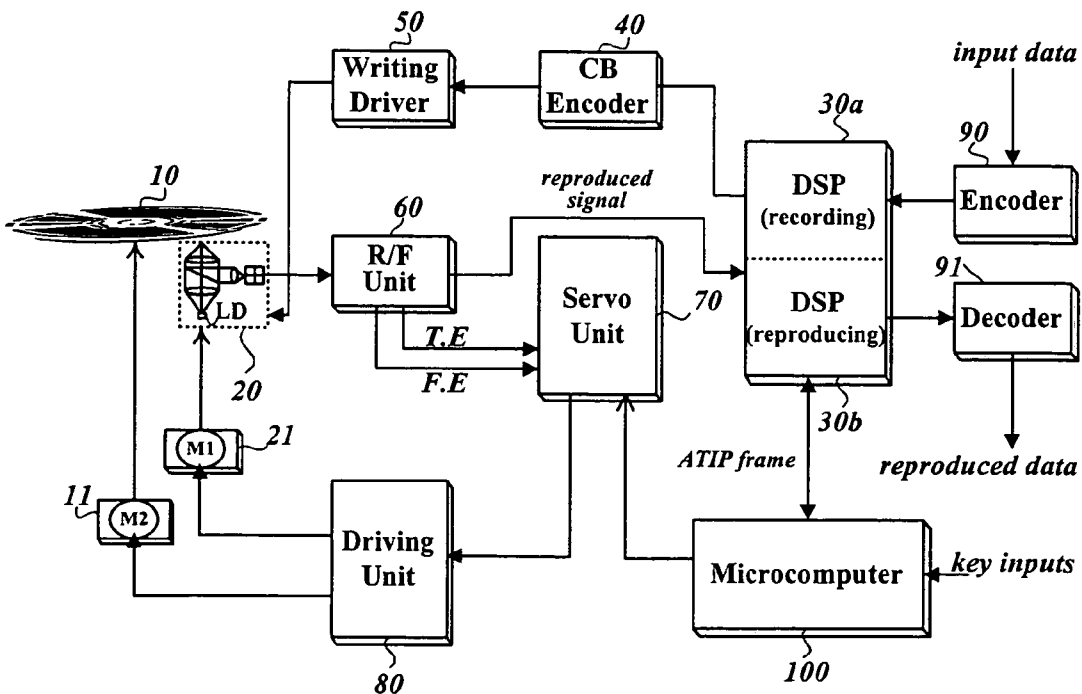 50
40
input data
Writing
Driver
CB
Encoder
30a
90
10
reproduced
signal
DSP
(recording)
Encoder
60
R/F
Unit
Servo
Unit
70
91
DSP
(reproducing)
Decoder
LD
T.E
F.E
20
30b
21
M1
ATIP frame
reproduced data
11
M2
Driving
Unit
Microcomputer
key inputs
80
100